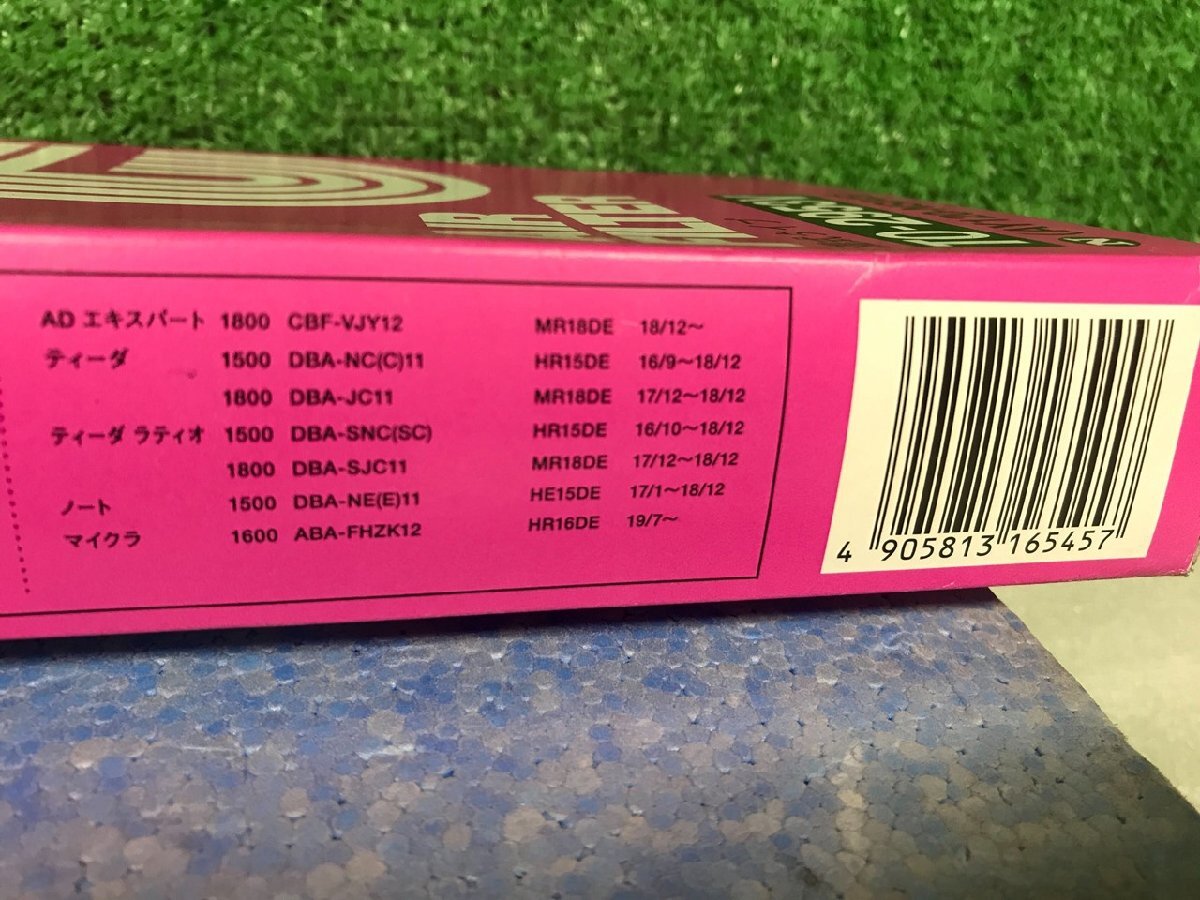 AIR
FILTER
AD エキスパート 1800 CBF-VJY12 MR18DE 18/12～
ティーダ 1500 DBA-NC(C)11 HR15DE 16/9～18/12
1800 DBA-JC11 MR18DE 17/12～18/12
ティーダ ラティオ 1500 DBA-SNC(SC) HR15DE 16/10～18/12
1800 DBA-SJC11 MR18DE 17/12～18/12
ノート 1500 DBA-NE(E)11 HE15DE 17/1～18/12
マイクラ 1600 ABA-FHZK12 HR16DE 19/7～
4 905813 165457